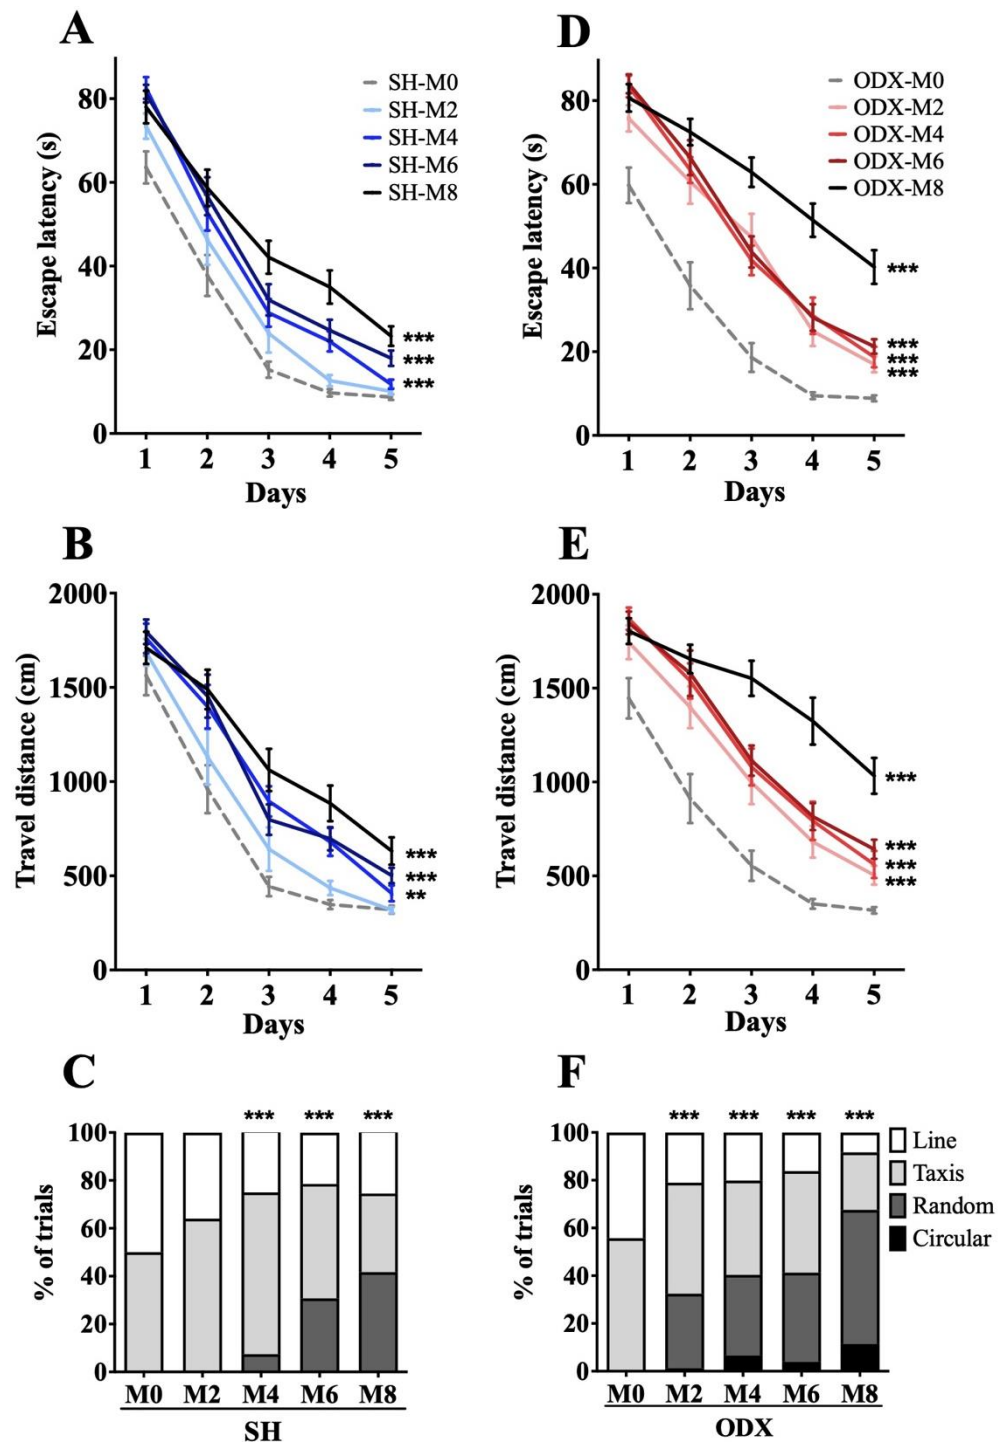 A
Escape latency (s)
80
60
40
20
0
1 2 3 4 5
Days
SH-M0
SH-M2
SH-M4
SH-M6
SH-M8
***
***
***
D
Escape latency (s)
80
60
40
20
0
1 2 3 4 5
Days
ODX-M0
ODX-M2
ODX-M4
ODX-M6
ODX-M8
***
***
***
***
B
Travel distance (cm)
2000
1500
1000
500
0
1 2 3 4 5
Days
***
***
**
E
Travel distance (cm)
2000
1500
1000
500
0
1 2 3 4 5
Days
***
***
***
***
C
% of trials
*** *** ***
100
80
60
40
20
0
M0 M2 M4 M6 M8
SH
F
% of trials
*** *** *** ***
100
80
60
40
20
0
M0 M2 M4 M6 M8
ODX
Line
Taxis
Random
Circular